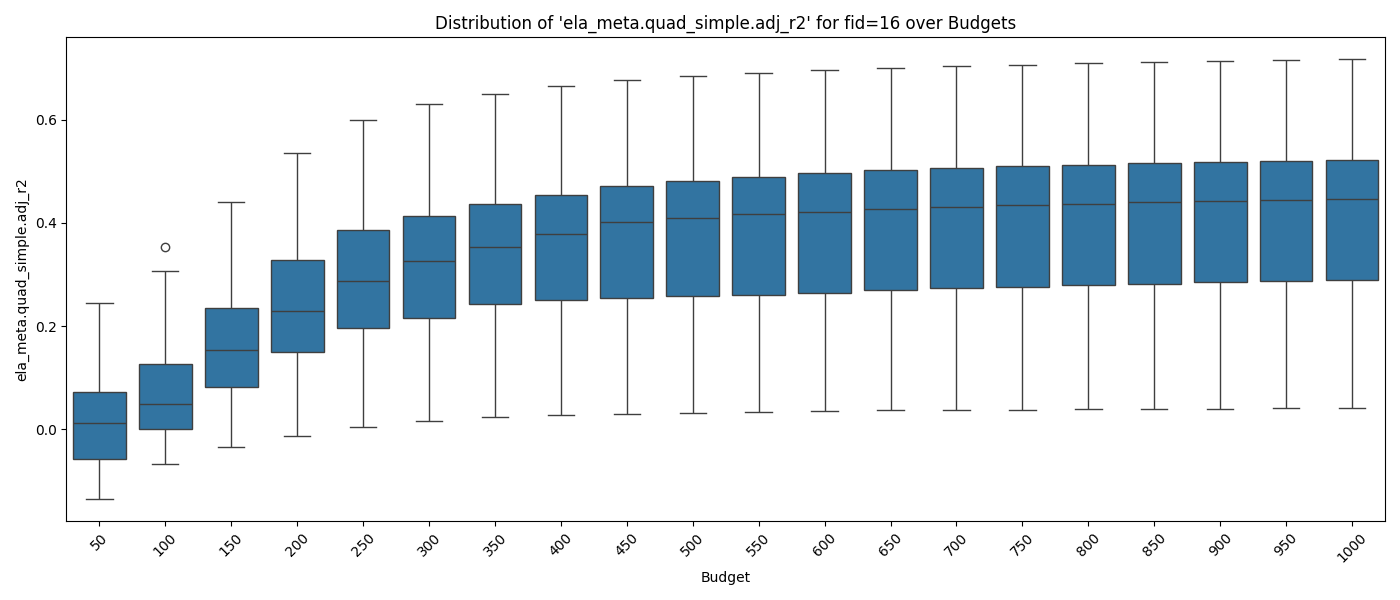 Distribution of 'ela_meta.quad_simple.adj_r2' for fid=16 over Budgets
ela_meta.quad_simple.adj_r2
0.6
0.4
0.2
0.0
50 100 150 200 250 300 350 400 450 500 550 600 650 700 750 800 850 900 950 1000
Budget